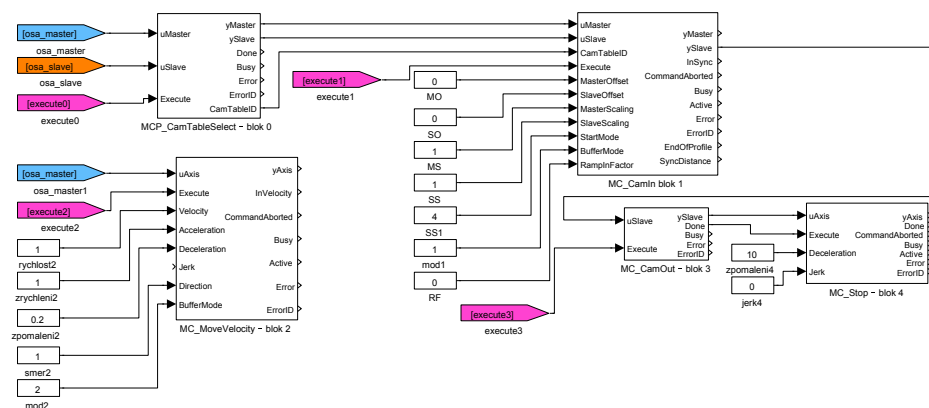 [osa_master]
osa_master
[osa_slave]
osa_slave
[execute0]
execute0
uMaster
uSlave
Execute
yMaster
ySlave
Done
Busy
Error
ErrorID
CamTableID
MCP_CamTableSelect - blok 0
[execute1]
execute1
0
MO
0
SO
1
MS
1
SS
4
SS1
1
mod1
0
RF
uMaster
uSlave
CamTableID
Execute
MasterOffset
SlaveOffset
MasterScaling
SlaveScaling
StartMode
BufferMode
RampInFactor
yMaster
ySlave
InSync
CommandAborted
Busy
Active
Error
ErrorID
EndOfProfile
SyncDistance
MC_CamIn blok 1
[osa_master]
osa_master1
[execute2]
execute2
1
rychlost2
1
zrychleni2
0.2
zpomaleni2
1
smer2
2
mod2
uAxis
Execute
Velocity
Acceleration
Deceleration
Jerk
Direction
BufferMode
yAxis
InVelocity
CommandAborted
Busy
Active
Error
ErrorID
MC_MoveVelocity - blok 2
[execute3]
execute3
uSlave
Execute
ySlave
Done
Busy
Error
ErrorID
MC_CamOut - blok 3
10
zpomaleni4
0
jerk4
uAxis
Execute
Deceleration
Jerk
yAxis
Done
CommandAborted
Busy
Active
Error
ErrorID
MC_Stop - blok 4